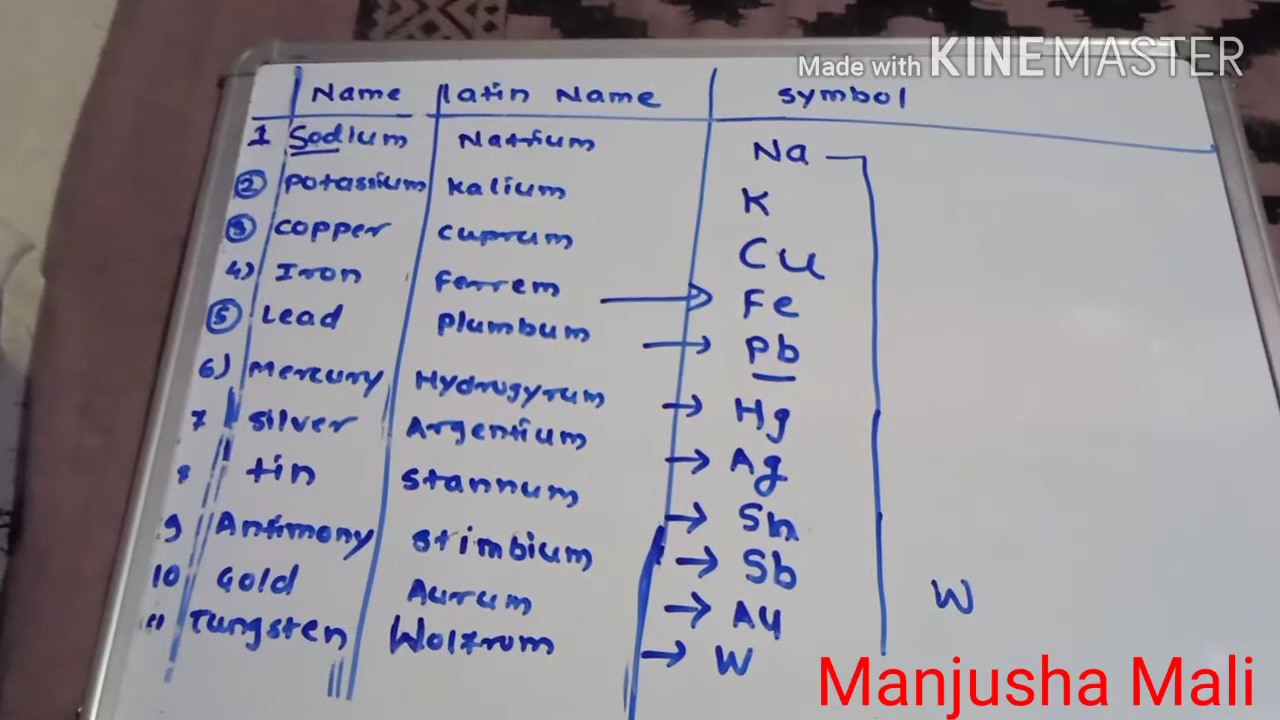 Made with KINEMASTER
Name Latin Name symbol
1 Sodium Natrium Na
2 Potassium Kalium K
3 copper cuprum Cu
4) Iron Ferrem Fe
5 Lead Plumbum Pb
6) Mercury Hydrogyrum Hg
7 silver Argentium Ag
8 tin stannum Sn
9 Antimony stimbium Sb
10 Gold Aurum Au
11 Tungsten Wolfrum W
W
Manjusha Mali